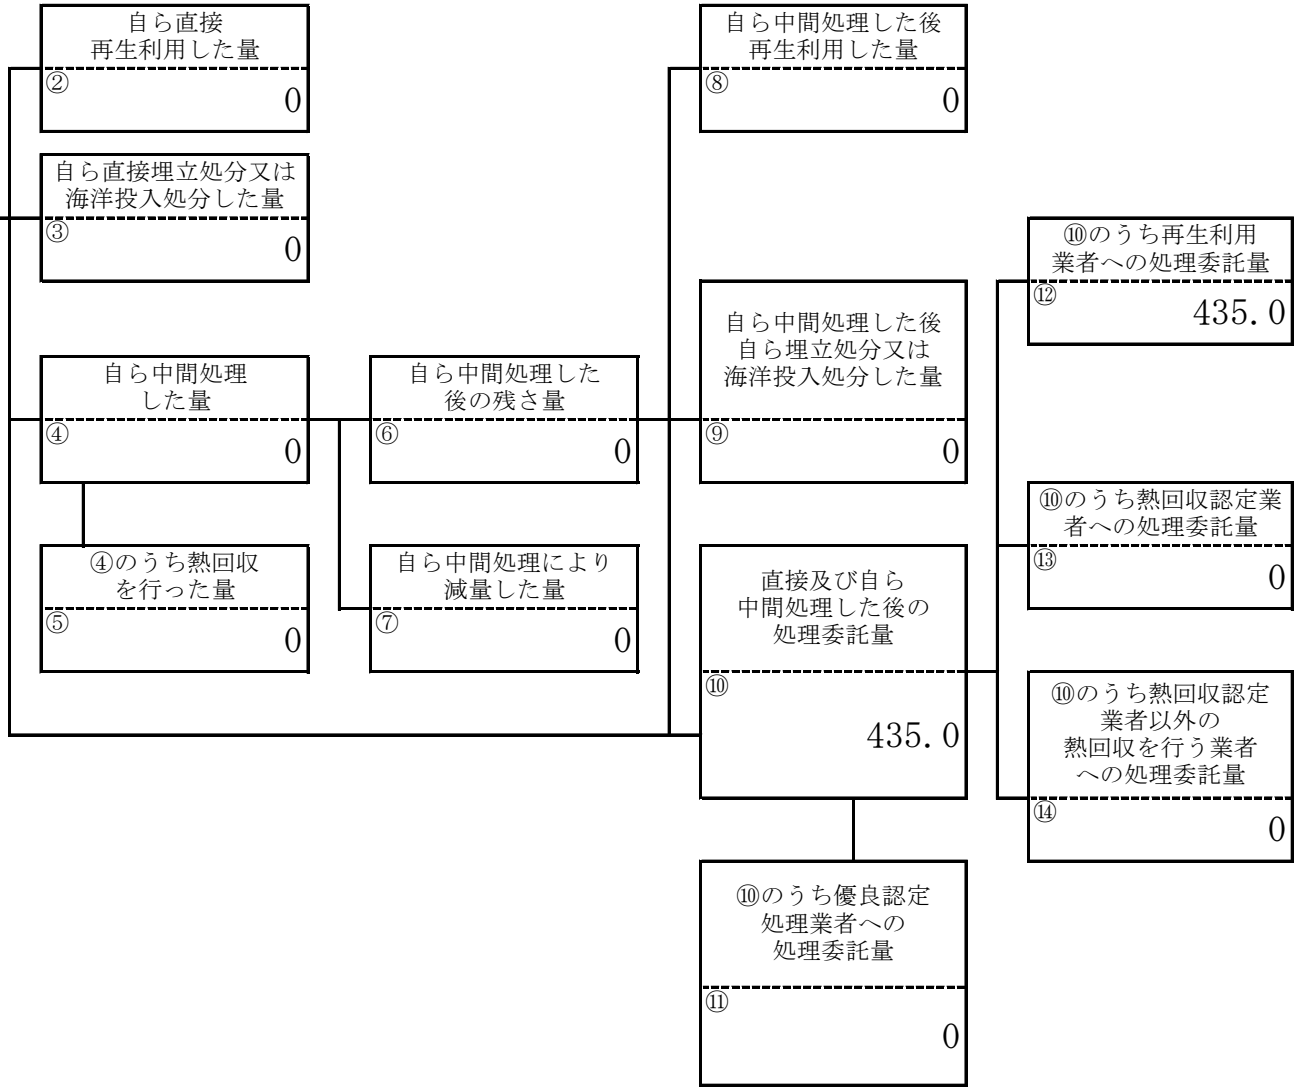 自ら直接
再生利用した量
②
0
自ら直接埋立処分又は
海洋投入処分した量
③
0
自ら中間処理
した量
④
0
④のうち熱回収
を行った量
⑤
0
自ら中間処理した
後の残さ量
⑥
0
自ら中間処理により
減量した量
⑦
0
自ら中間処理した後
再生利用した量
⑧
0
自ら中間処理した後
自ら埋立処分又は
海洋投入処分した量
⑨
0
直接及び自ら
中間処理した後の
処理委託量
⑩
435.0
⑩のうち優良認定
処理業者への
処理委託量
⑪
0
⑩のうち再生利用
業者への処理委託量
⑫
435.0
⑩のうち熱回収認定業
者への処理委託量
⑬
0
⑩のうち熱回収認定
業者以外の
熱回収を行う業者
への処理委託量
⑭
0